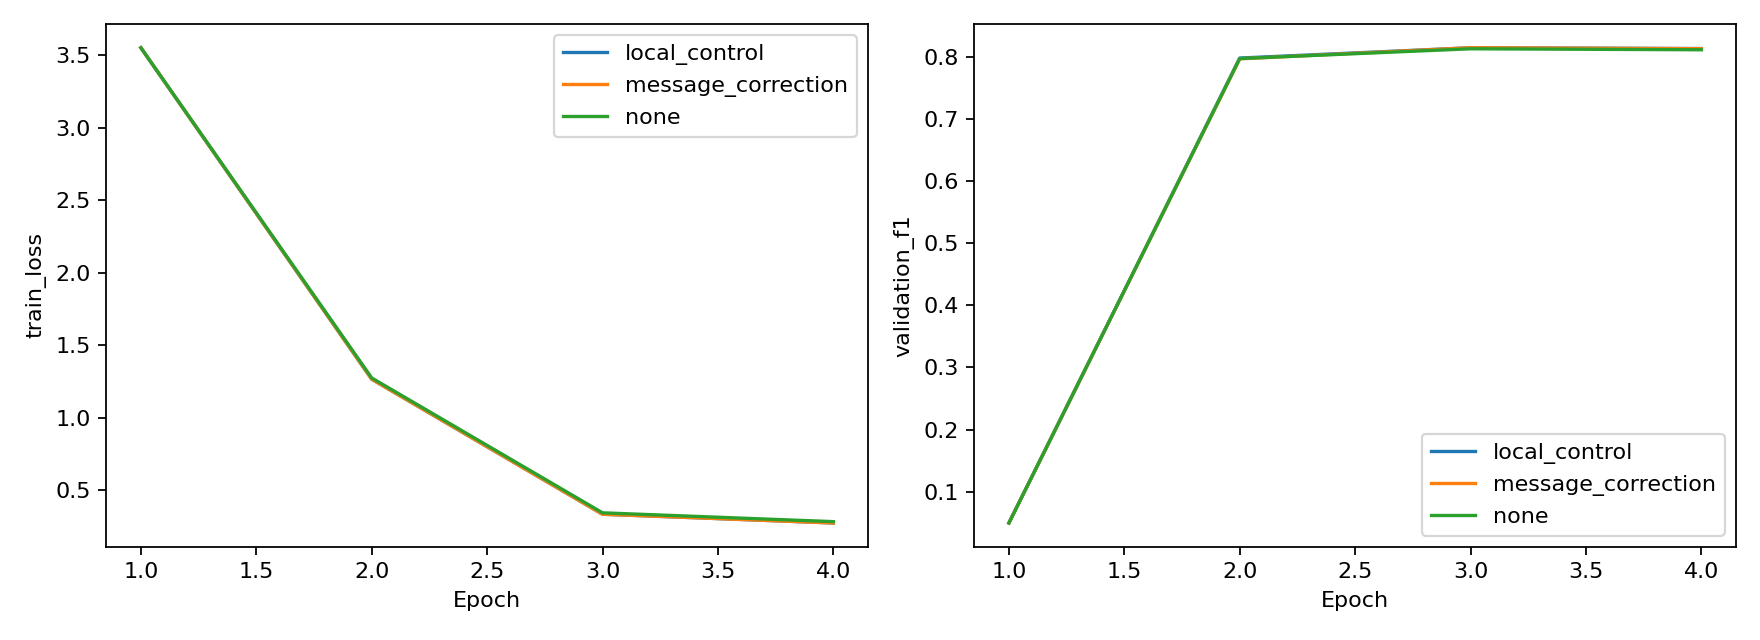 3.5
3.0
2.5
2.0
1.5
1.0
0.5
train_loss
1.0 1.5 2.0 2.5 3.0 3.5 4.0
Epoch
local_control
message_correction
none
0.8
0.7
0.6
0.5
0.4
0.3
0.2
0.1
validation_f1
1.0 1.5 2.0 2.5 3.0 3.5 4.0
Epoch
local_control
message_correction
none